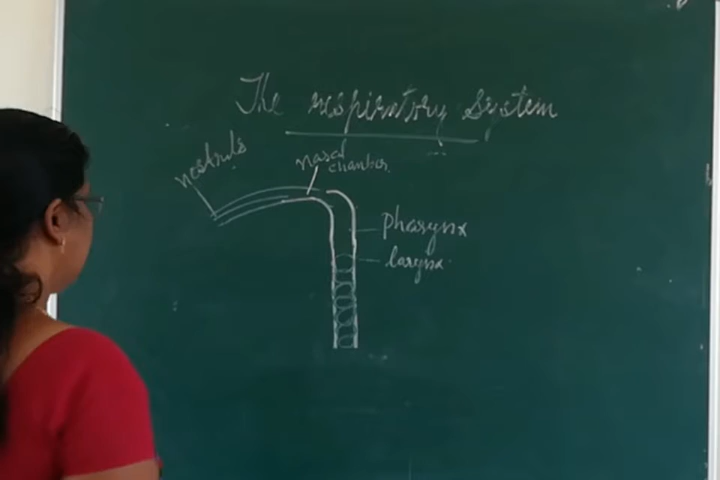 The respiratory system
nostrils
nasal
chamber
pharynx
larynx